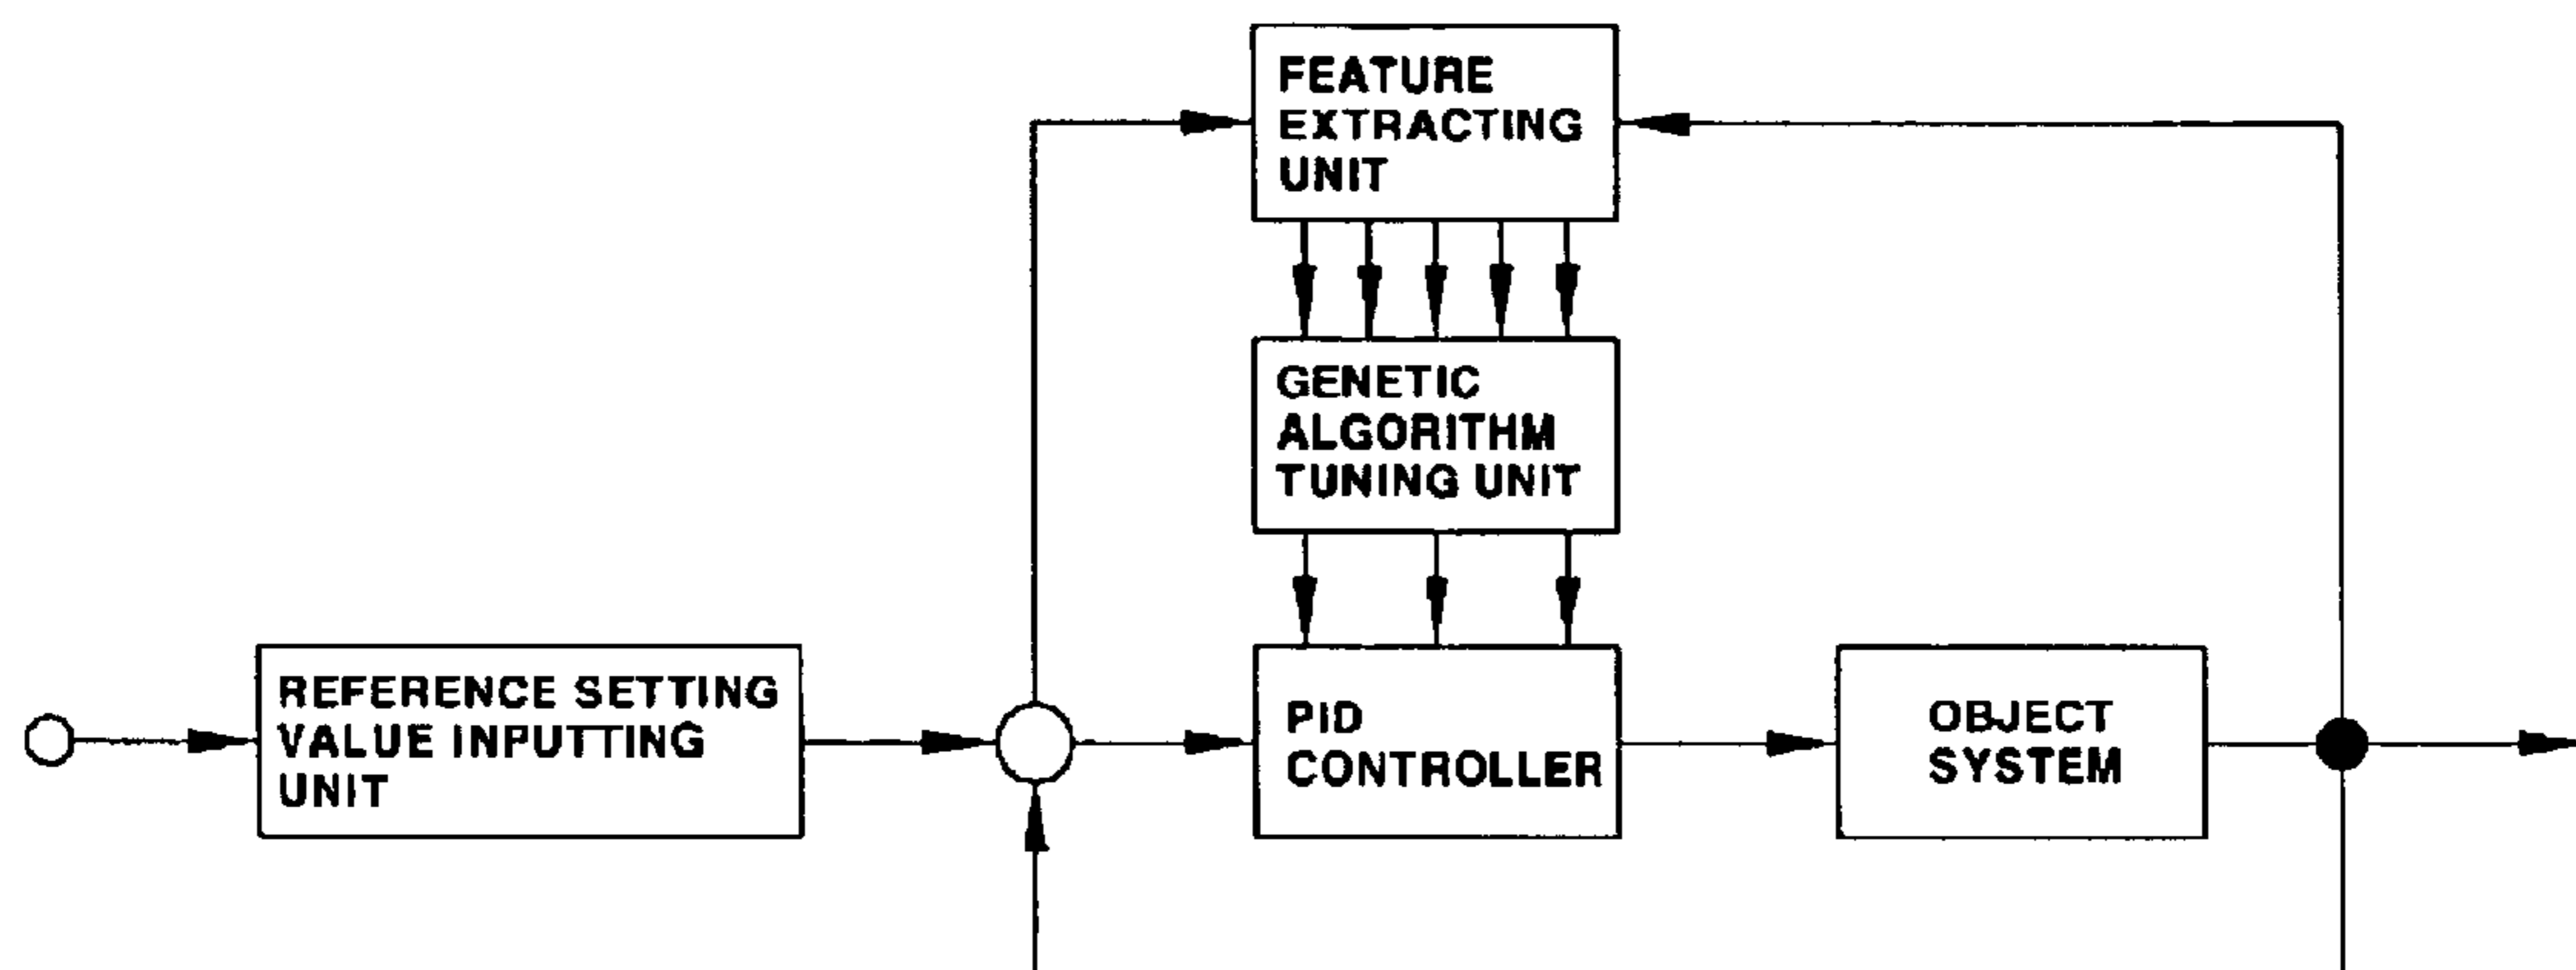 FEATURE
EXTRACTING
UNIT
GENETIC
ALGORITHM
TUNING UNIT
REFERENCE SETTING
VALUE INPUTTING
UNIT
PID
CONTROLLER
OBJECT
SYSTEM